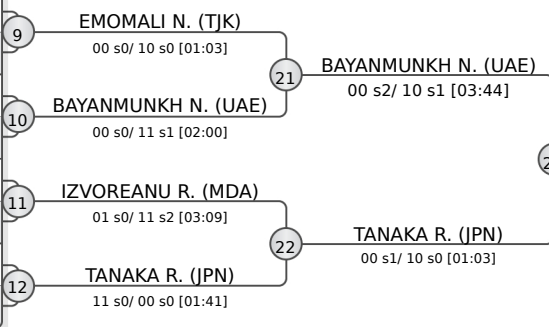 EMOMALI N. (TJK)
9
00 s0/ 10 s0 [01:03]
21
BAYANMUNKH N. (UAE)
00 s2/ 10 s1 [03:44]
BAYANMUNKH N. (UAE)
10
00 s0/ 11 s1 [02:00]
IZVOREANU R. (MDA)
11
01 s0/ 11 s2 [03:09]
22
TANAKA R. (JPN)
00 s1/ 10 s0 [01:03]
TANAKA R. (JPN)
12
11 s0/ 00 s0 [01:41]